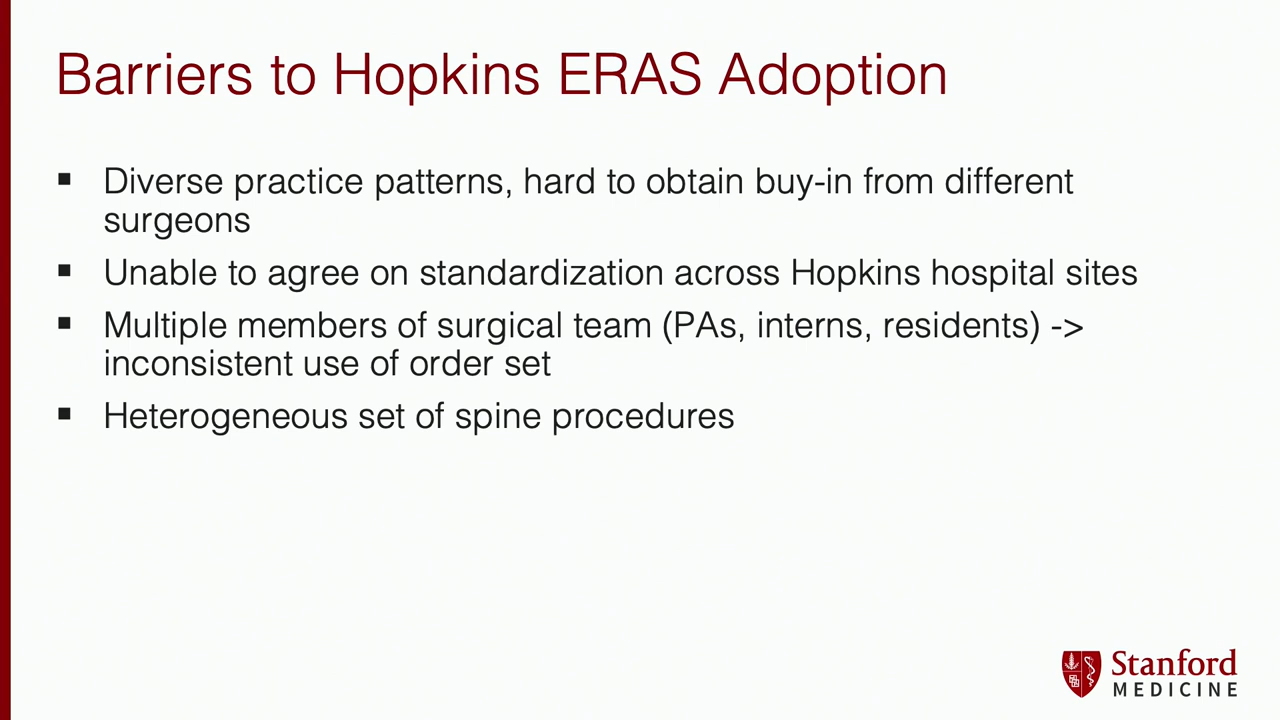 Barriers to Hopkins ERAS Adoption
▪ Diverse practice patterns, hard to obtain buy-in from different
surgeons
▪ Unable to agree on standardization across Hopkins hospital sites
▪ Multiple members of surgical team (PAs, interns, residents) ->
inconsistent use of order set
▪ Heterogeneous set of spine procedures
Stanford
MEDICINE